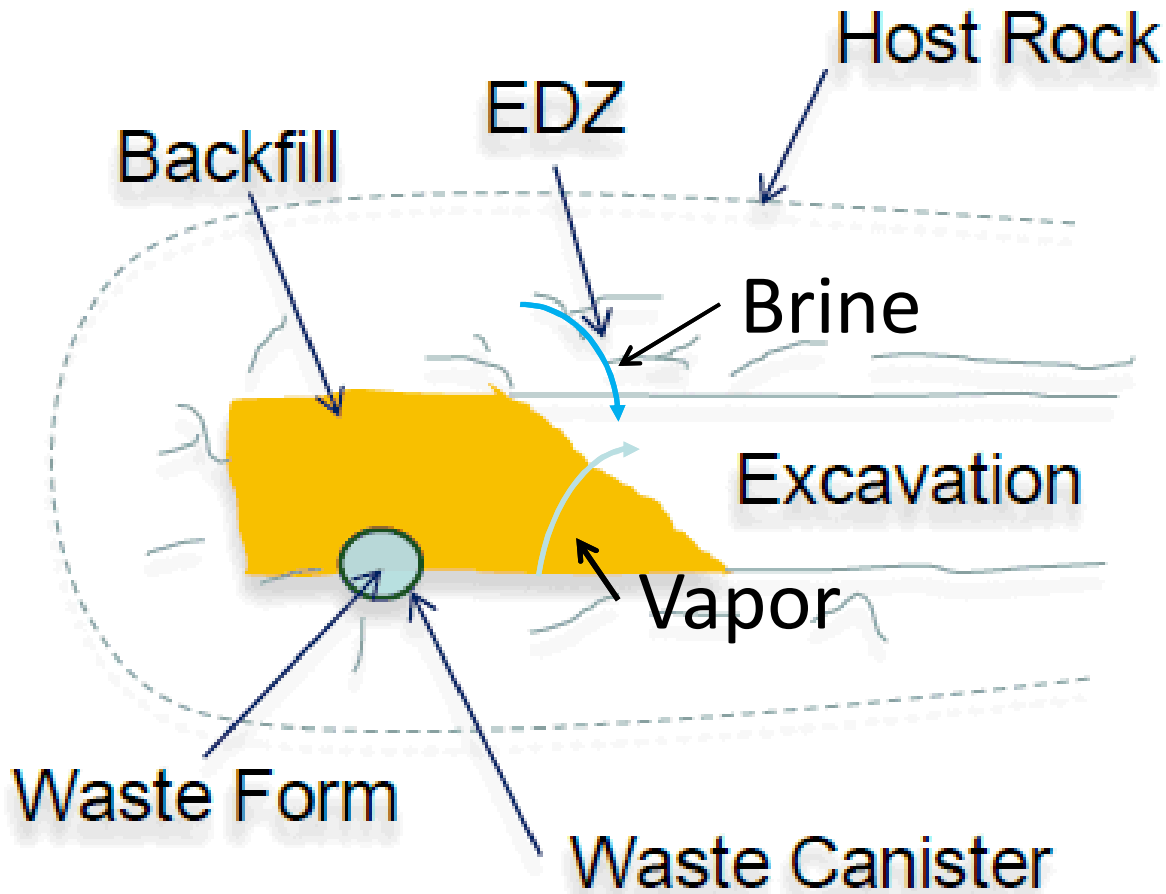 Host Rock
EDZ
Backfill
Brine
Excavation
Vapor
Waste Form
Waste Canister